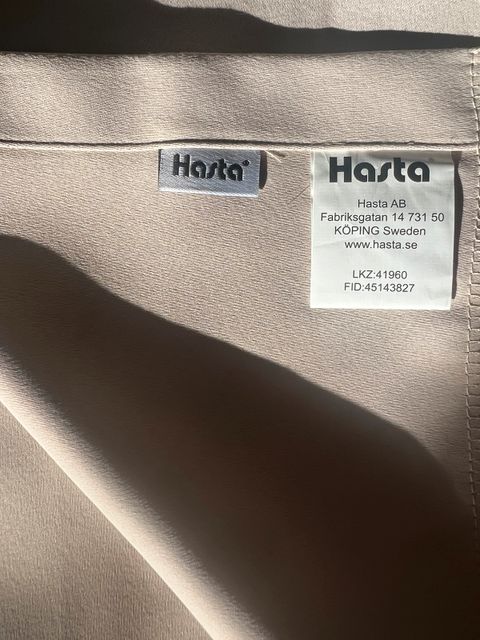 Hasta
Hasta
Hasta AB
Fabriksgatan 14 731 50
KÖPING Sweden
www.hasta.se
LKZ:41960
FID:45143827